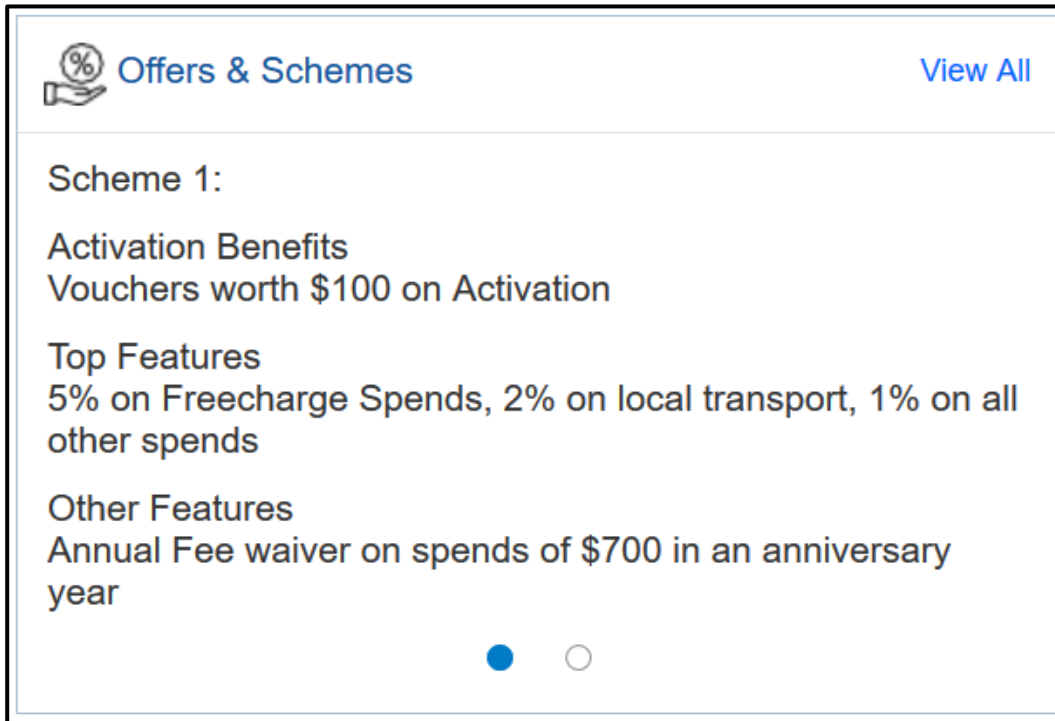 % Offers & Schemes View All
Scheme 1:
Activation Benefits
Vouchers worth $100 on Activation
Top Features
5% on Freecharge Spends, 2% on local transport, 1% on all
other spends
Other Features
Annual Fee waiver on spends of $700 in an anniversary
year